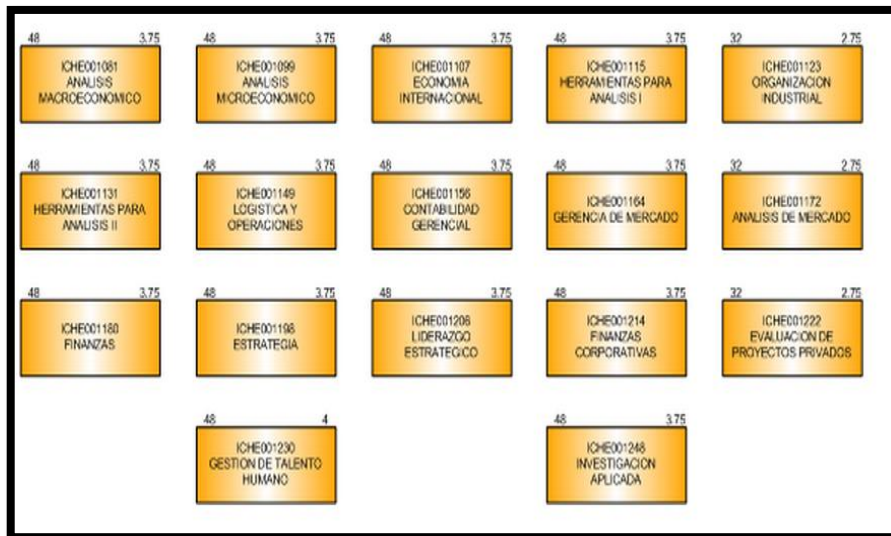 48 3.75 48 3.75 48 3.75 48 3.75 32 2.75
ICHE001081
ANALISIS
MACROECONOMICO
ICHE001099
ANALISIS
MICROECONOMICO
ICHE001107
ECONOMIA
INTERNACIONAL
ICHE001115
HERRAMIENTAS PARA
ANALISIS I
ICHE001123
ORGANIZACION
INDUSTRIAL
48 3.75 48 3.75 48 3.75 48 3.75 32 2.75
ICHE001131
HERRAMIENTAS PARA
ANALISIS II
ICHE001149
LOGISTICA Y
OPERACIONES
ICHE001156
CONTABILIDAD
GERENCIAL
ICHE001164
GERENCIA DE MERCADO
ICHE001172
ANALISIS DE MERCADO
48 3.75 48 3.75 48 3.75 48 3.75 32 2.75
ICHE001180
FINANZAS
ICHE001198
ESTRATEGIA
ICHE001206
LIDERAZGO
ESTRATEGICO
ICHE001214
FINANZAS
CORPORATIVAS
ICHE001222
EVALUACION DE
PROYECTOS PRIVADOS
48 4 48 3.75
ICHE001230
GESTION DE TALENTO
HUMANO
ICHE001248
INVESTIGACION
APLICADA